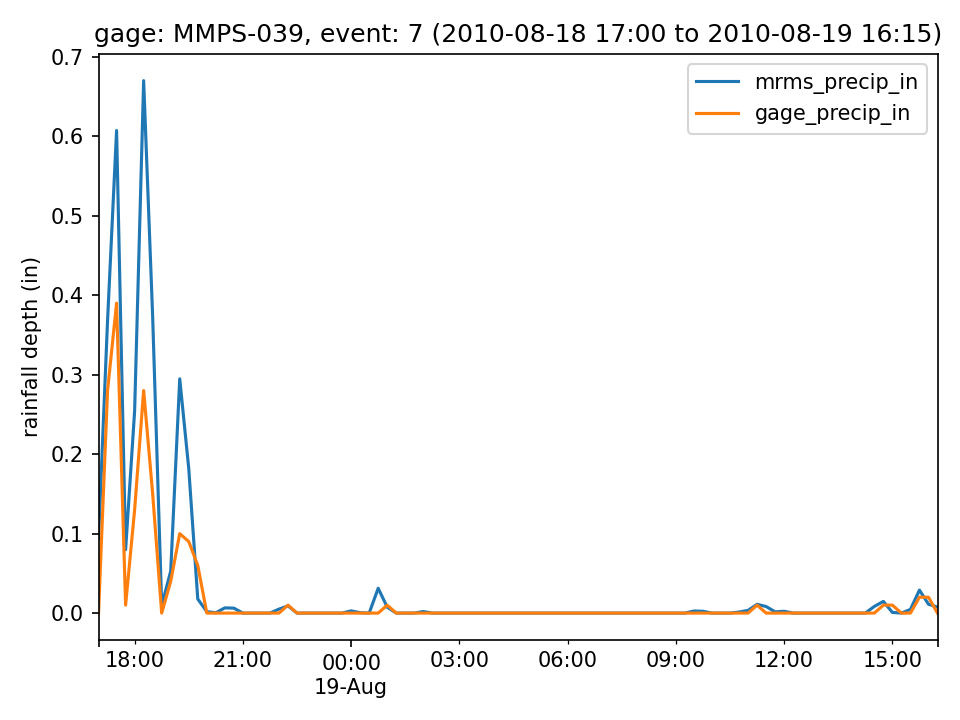 gage: MMPS-039, event: 7 (2010-08-18 17:00 to 2010-08-19 16:15)
mrms_precip_in
gage_precip_in
rainfall depth (in)
0.7
0.6
0.5
0.4
0.3
0.2
0.1
0.0
18:00 21:00 00:00 03:00 06:00 09:00 12:00 15:00
19-Aug